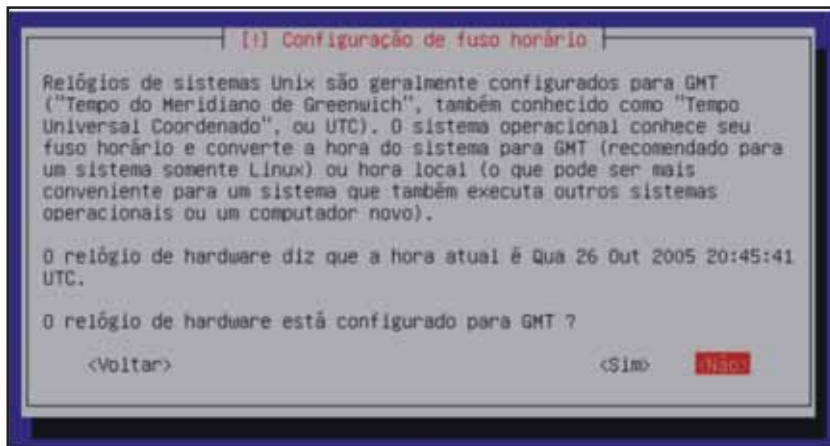 [!] Configuração de fuso horário
Relógios de sistemas Unix são geralmente configurados para GMT
("Tempo do Meridiano de Greenwich", também conhecido como "Tempo
Universal Coordenado", ou UTC). O sistema operacional conhece seu
fuso horário e converte a hora do sistema para GMT (recomendado para
um sistema somente Linux) ou hora local (o que pode ser mais
conveniente para um sistema que também executa outros sistemas
operacionais ou um computador novo).
O relógio de hardware diz que a hora atual é Qua 26 Out 2005 20:45:41
UTC.
O relógio de hardware está configurado para GMT ?
<Voltar> <Sim> <Não>